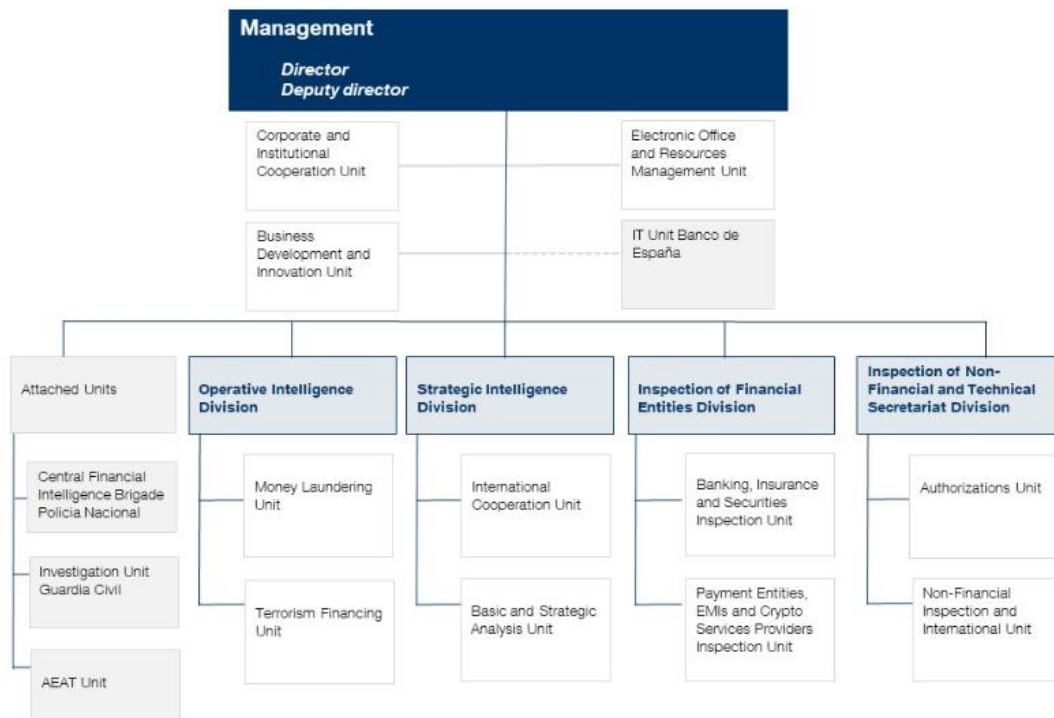 Management
Director
Deputy director
Corporate and
Institutional
Cooperation Unit
Electronic Office
and Resources
Management Unit
Business
Development and
Innovation Unit
IT Unit Banco de
España
Attached Units
Operative Intelligence
Division
Strategic Intelligence
Division
Inspection of Financial
Entities Division
Inspection of Non-
Financial and Technical
Secretariat Division
Central Financial
Intelligence Brigade
Policia Nacional
Money Laundering
Unit
International
Cooperation Unit
Banking, Insurance
and Securities
Inspection Unit
Authorizations Unit
Investigation Unit
Guardia Civil
Terrorism Financing
Unit
Basic and Strategic
Analysis Unit
Payment Entities,
EMIs and Crypto
Services Providers
Inspection Unit
Non-Financial
Inspection and
International Unit
AEAT Unit